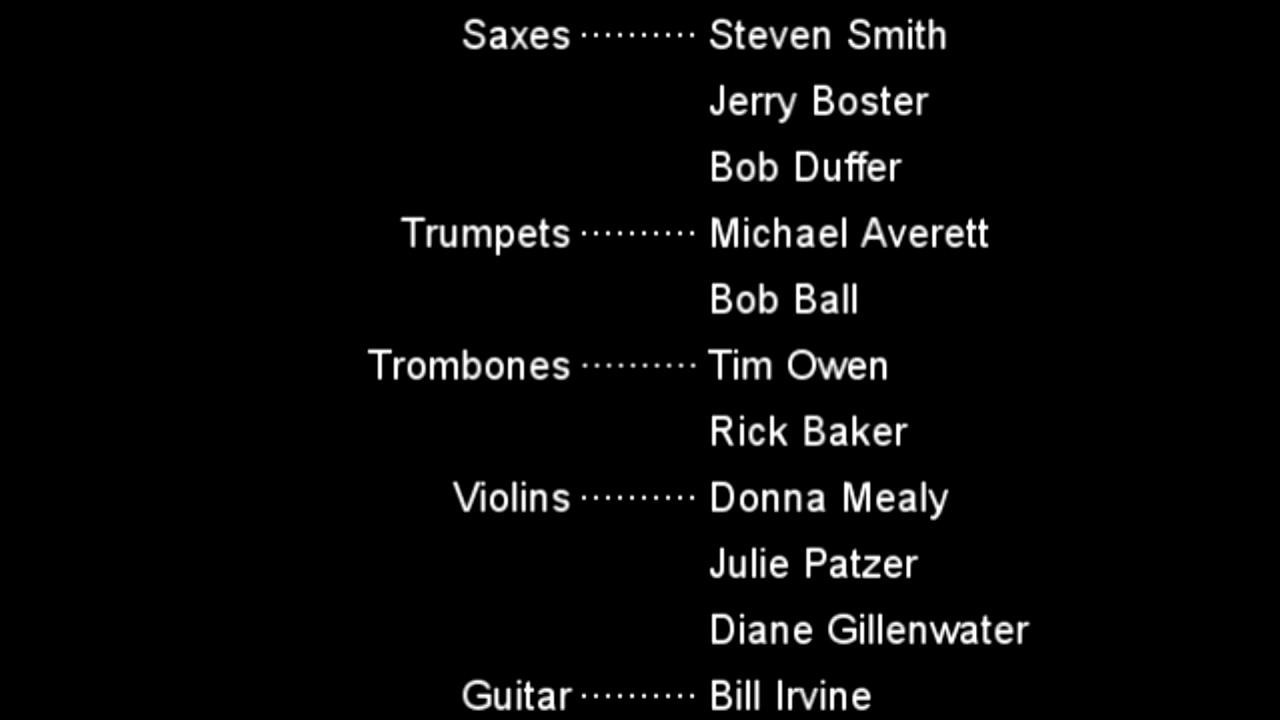 Saxes ·········· Steven Smith
Jerry Boster
Bob Duffer
Trumpets ·········· Michael Averett
Bob Ball
Trombones ·········· Tim Owen
Rick Baker
Violins ·········· Donna Mealy
Julie Patzer
Diane Gillenwater
Guitar ·········· Bill Irvine